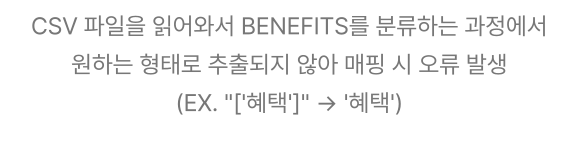 CSV 파일을 읽어와서 BENEFITS를 분류하는 과정에서
원하는 형태로 추출되지 않아 매핑 시 오류 발생
(EX. "['혜택']" → '혜택')